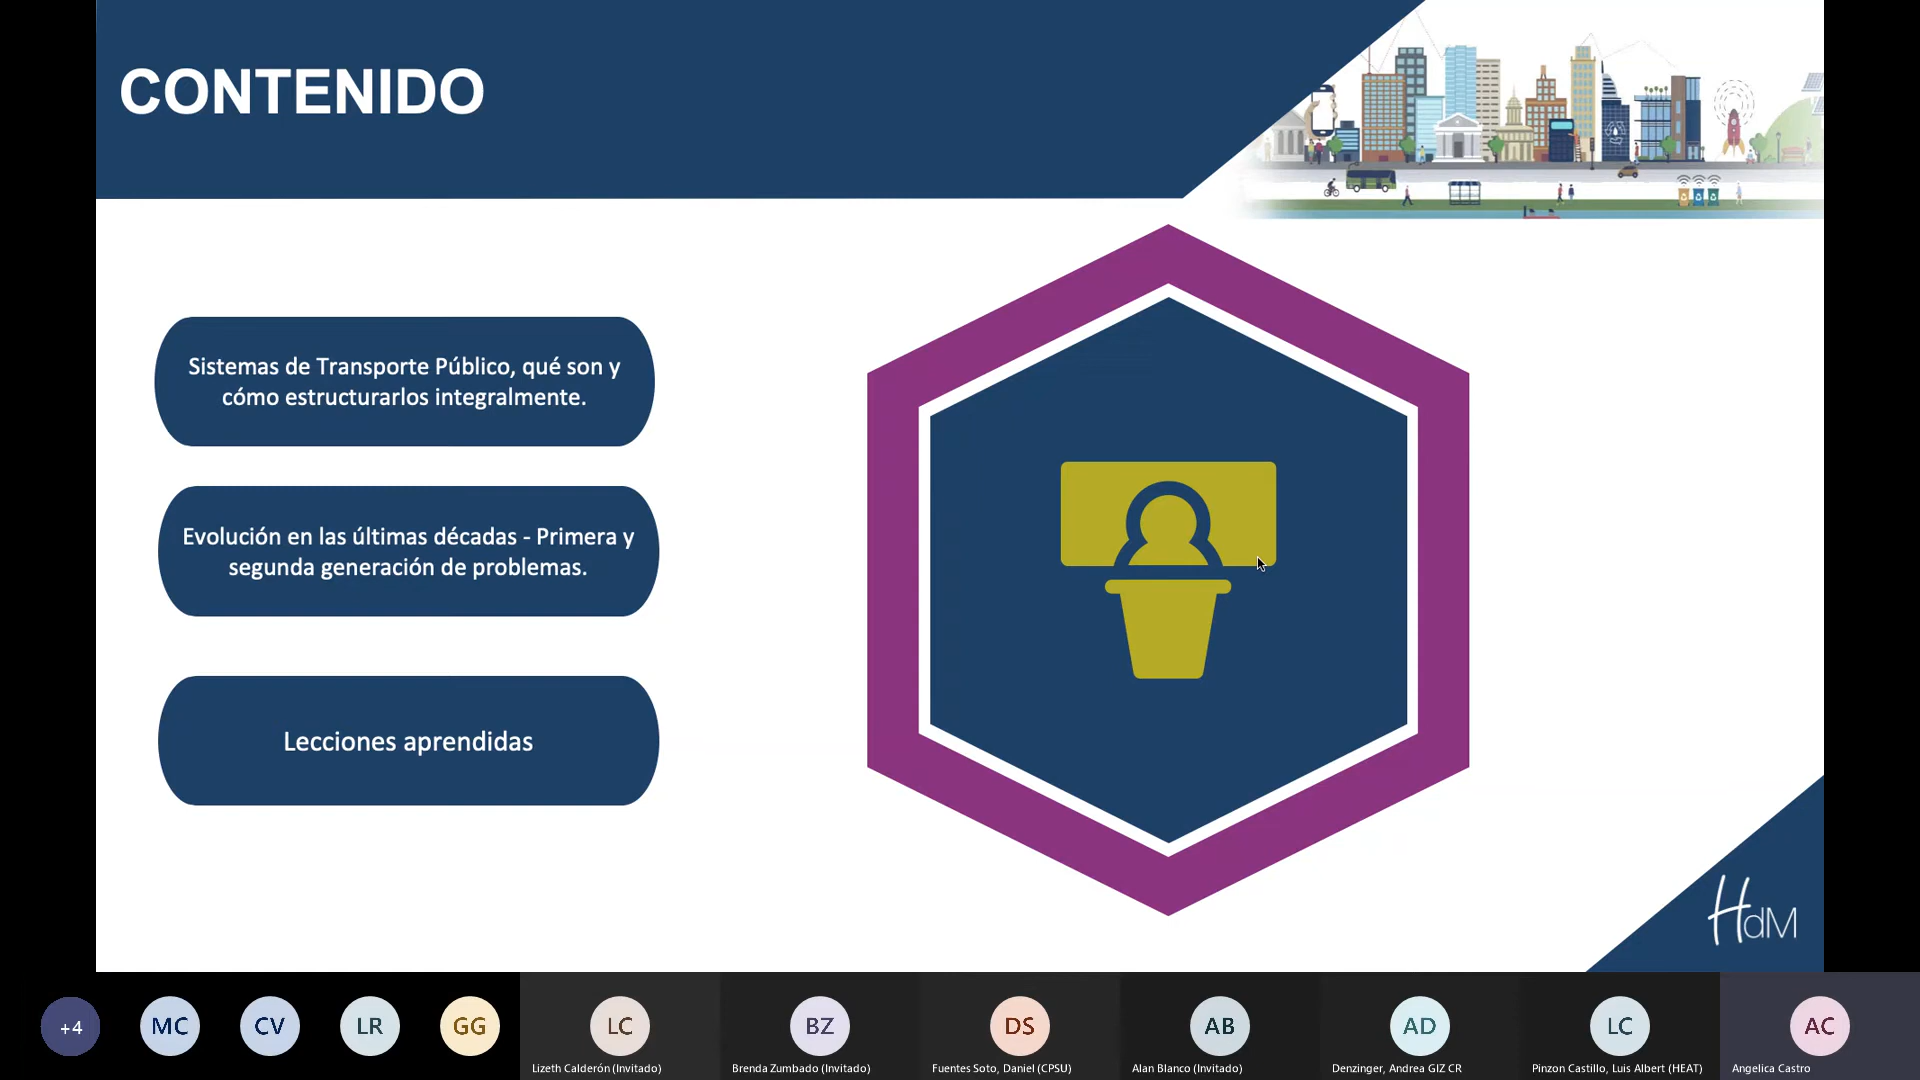 CONTENIDO
Sistemas de Transporte Público, qué son y
cómo estructurarlos integralmente.
Evolución en las últimas décadas - Primera y
segunda generación de problemas.
Lecciones aprendidas
HdM
+4
MC
CV
LR
GG
LC
BZ
DS
AB
AD
LC
AC
Lizeth Calderón (Invitado)
Brenda Zumbado (Invitado)
Fuentes Soto, Daniel (CPSU)
Alan Blanco (Invitado)
Denzinger, Andrea GIZ CR
Pinzon Castillo, Luis Albert (HEAT)
Angelica Castro